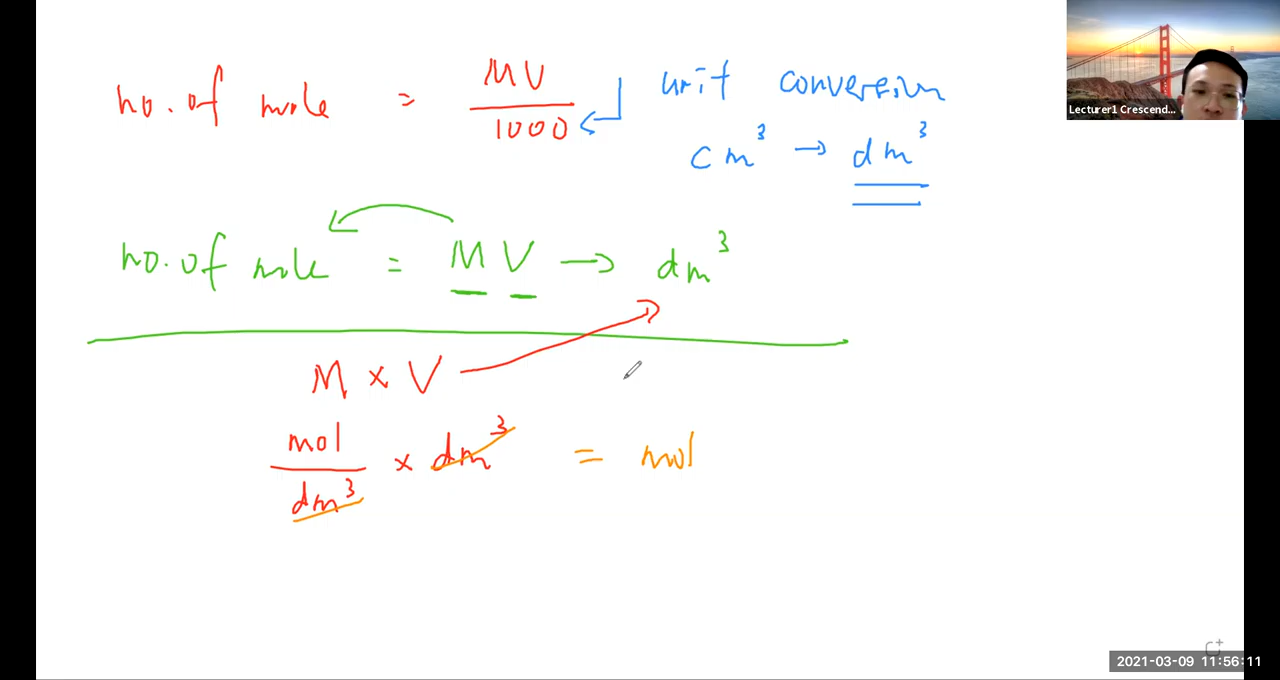 no. of mole = MV / 1000
unit conversion
cm³ → dm³
no. of mole = MV → dm³
M × V
mol / dm³ × dm³ = mol
Lecturer1 Crescend...
2021-03-09 11:56:11